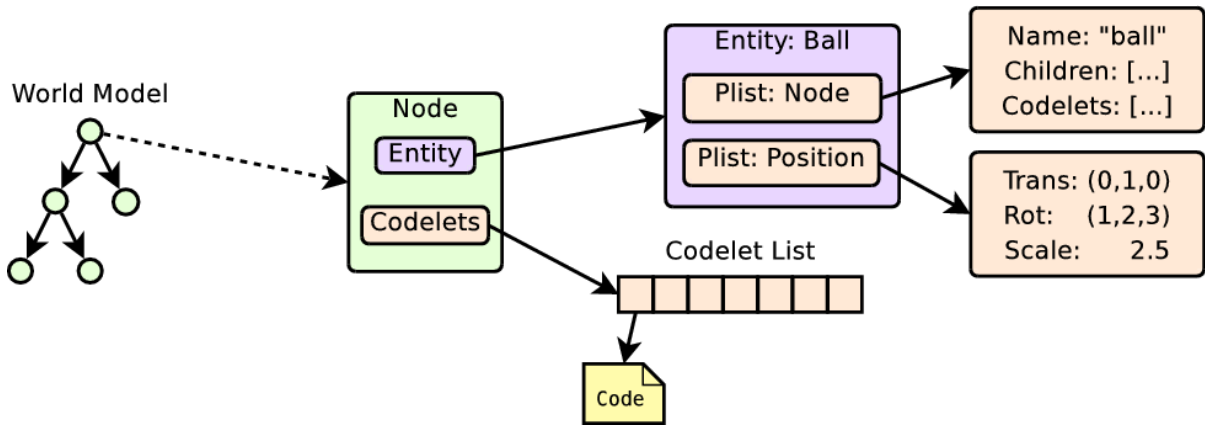 World Model
Node
Entity
Codelets
Entity: Ball
Plist: Node
Plist: Position
Name: "ball"
Children: [...]
Codelets: [...]
Trans: (0,1,0)
Rot: (1,2,3)
Scale: 2.5
Codelet List
Code